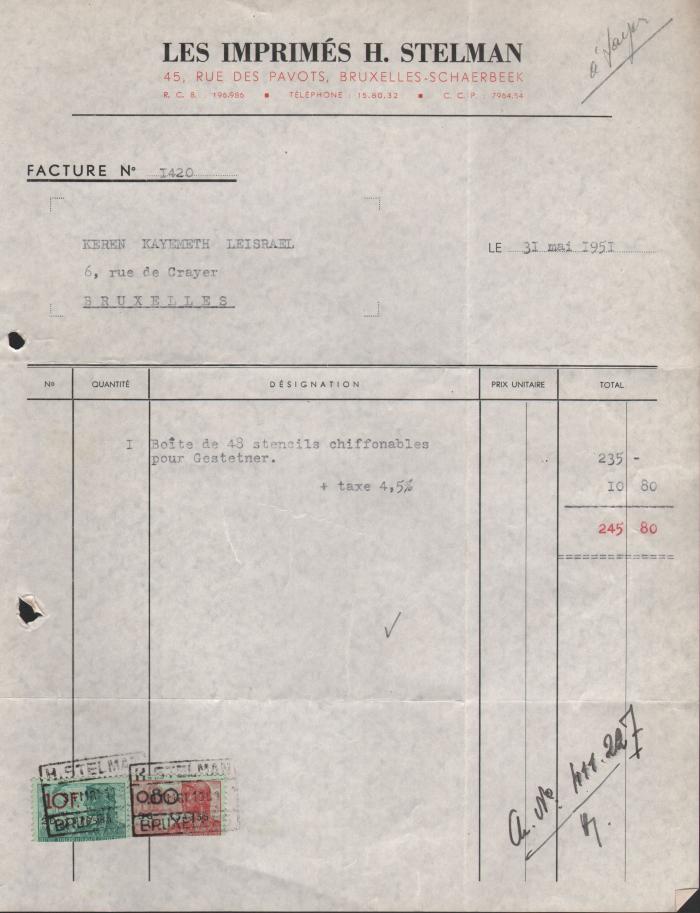 à payer
LES IMPRIMÉS H. STELMAN
45, RUE DES PAVOTS, BRUXELLES-SCHAERBEEK
R. C. B. 196.986 ■ TÉLÉPHONE : 15.80.32 ■ C. C. P. : 7964.54
FACTURE Nº 1420
KEREN KAYEMETH LEISRAEL
6, rue de Crayer
BRUXELLES
LE 31 mai 1951
Nº QUANTITÉ DÉSIGNATION PRIX UNITAIRE TOTAL
I Boîte de 48 stencils chiffonables
pour Gestetner. 235 -
+ taxe 4,5% 10 80
245 80
H. STELMAN H. STELMAN
10F 0.80
BRUXELLES